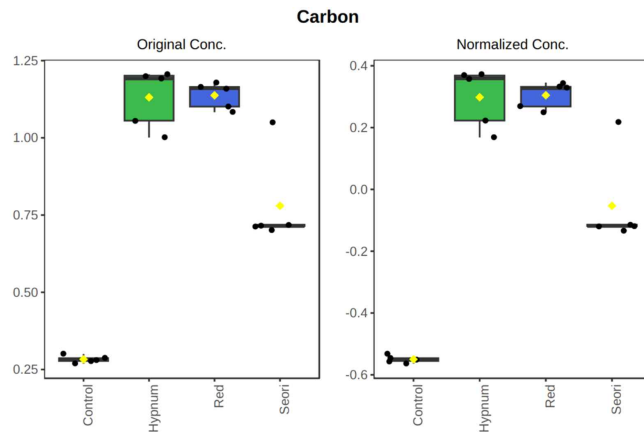 Carbon
Original Conc.
Normalized Conc.
1.25
1.00
0.75
0.50
0.25
Control
Hypnum
Red
Seori
0.4
0.2
0.0
-0.2
-0.4
-0.6
Control
Hypnum
Red
Seori